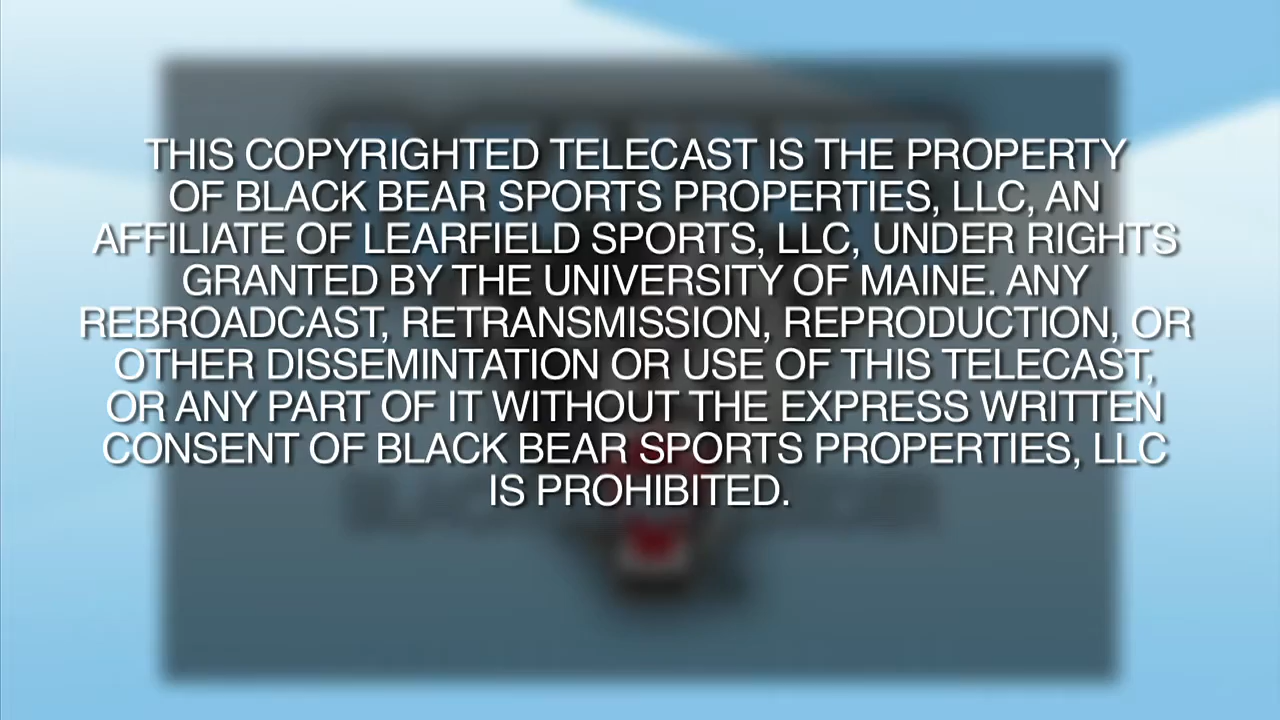 THIS COPYRIGHTED TELECAST IS THE PROPERTY
OF BLACK BEAR SPORTS PROPERTIES, LLC, AN
AFFILIATE OF LEARFIELD SPORTS, LLC, UNDER RIGHTS
GRANTED BY THE UNIVERSITY OF MAINE. ANY
REBROADCAST, RETRANSMISSION, REPRODUCTION, OR
OTHER DISSEMINTATION OR USE OF THIS TELECAST,
OR ANY PART OF IT WITHOUT THE EXPRESS WRITTEN
CONSENT OF BLACK BEAR SPORTS PROPERTIES, LLC
IS PROHIBITED.